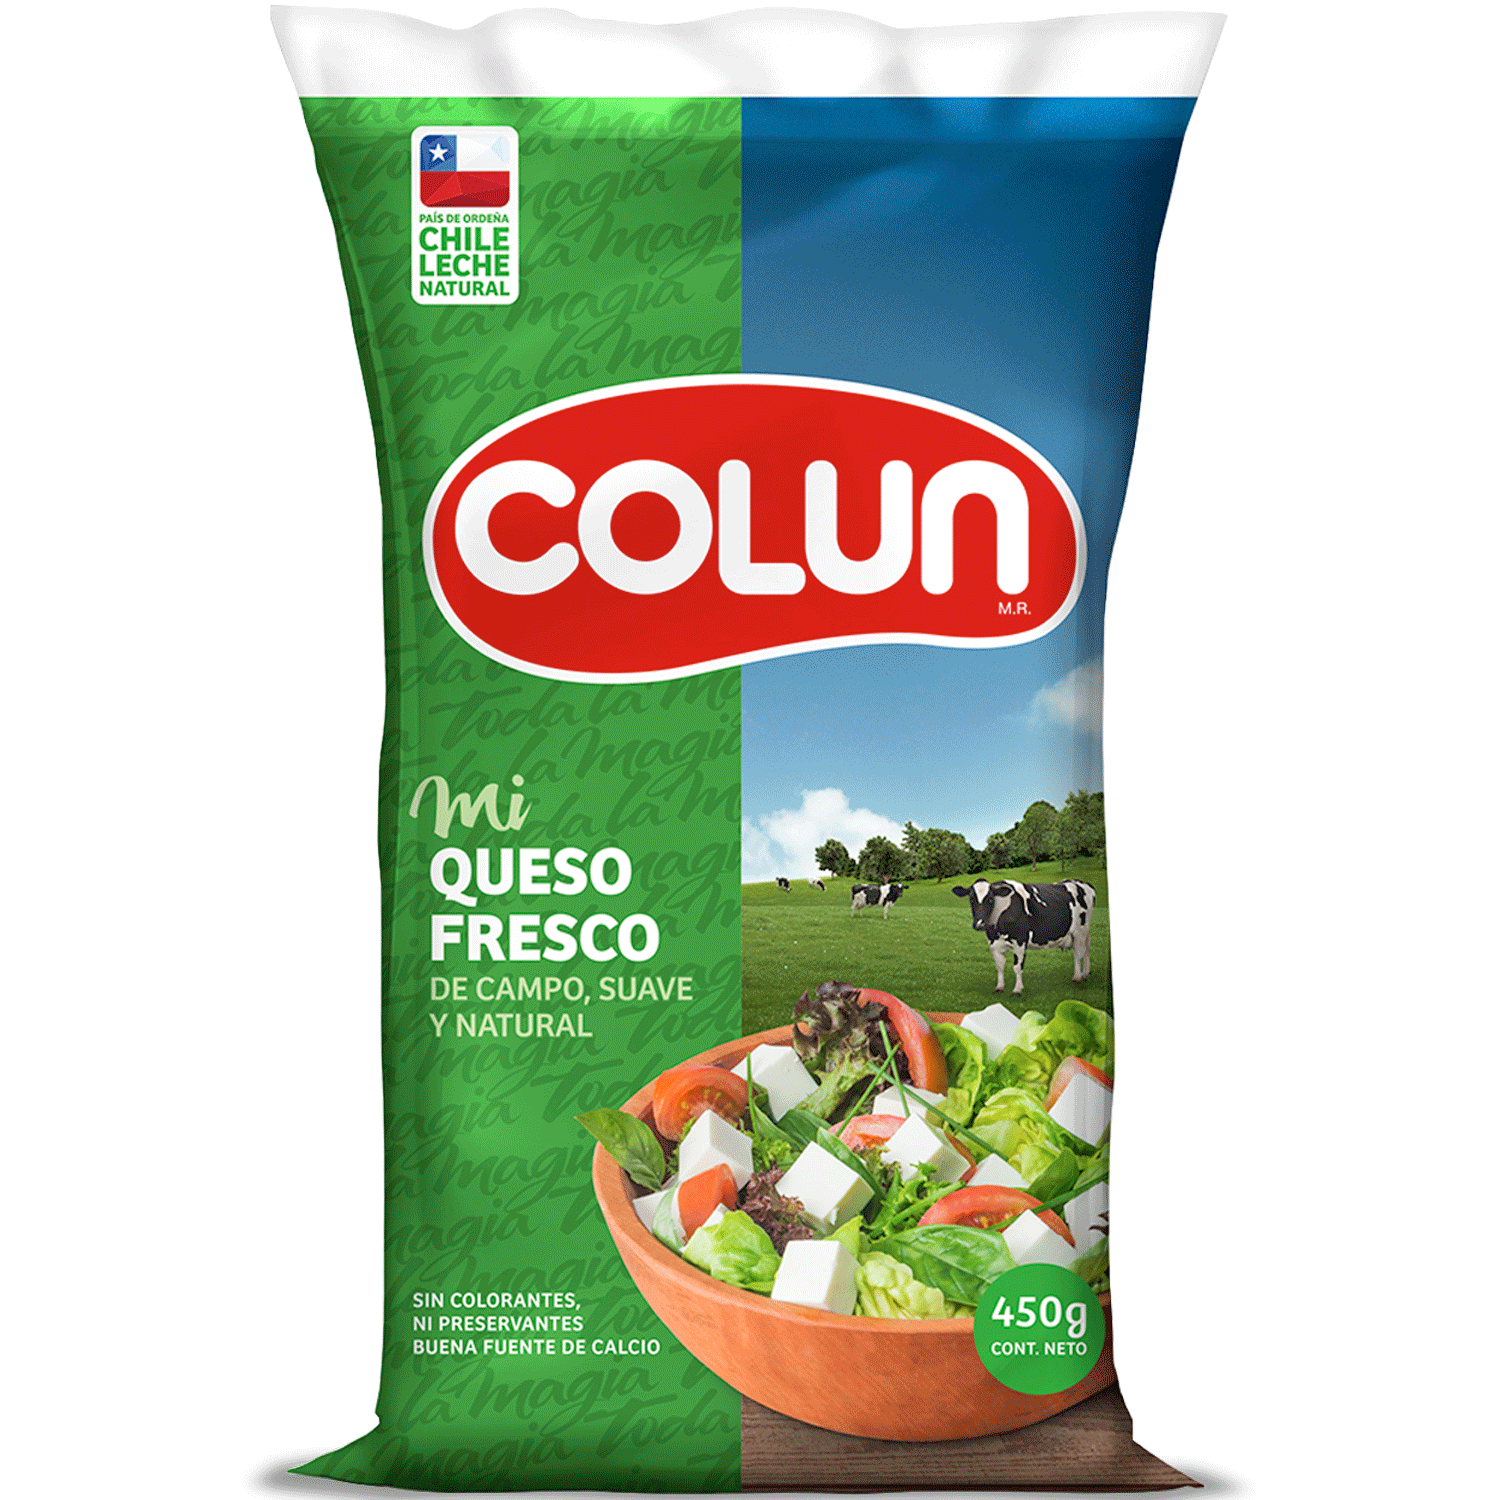 PAÍS DE ORDEÑA
CHILE
LECHE
NATURAL
COLUN
M.R.
Mi
QUESO
FRESCO
DE CAMPO, SUAVE
Y NATURAL
SIN COLORANTES,
NI PRESERVANTES
BUENA FUENTE DE CALCIO
450g
CONT. NETO